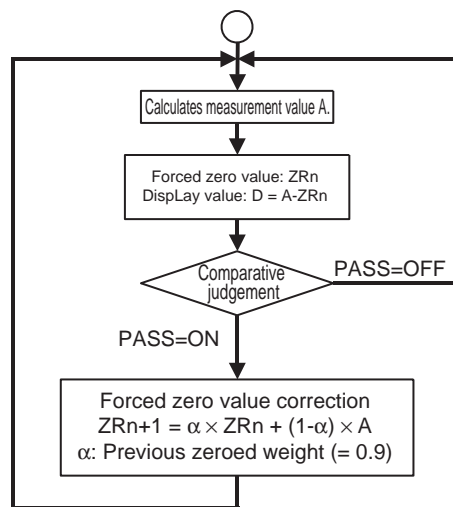 Calculates measurement value A.
Forced zero value: ZRn
DispLay value: D = A-ZRn
Comparative
judgement
PASS=OFF
PASS=ON
Forced zero value correction
ZRn+1 = α × ZRn + (1-α) × A
α: Previous zeroed weight (= 0.9)